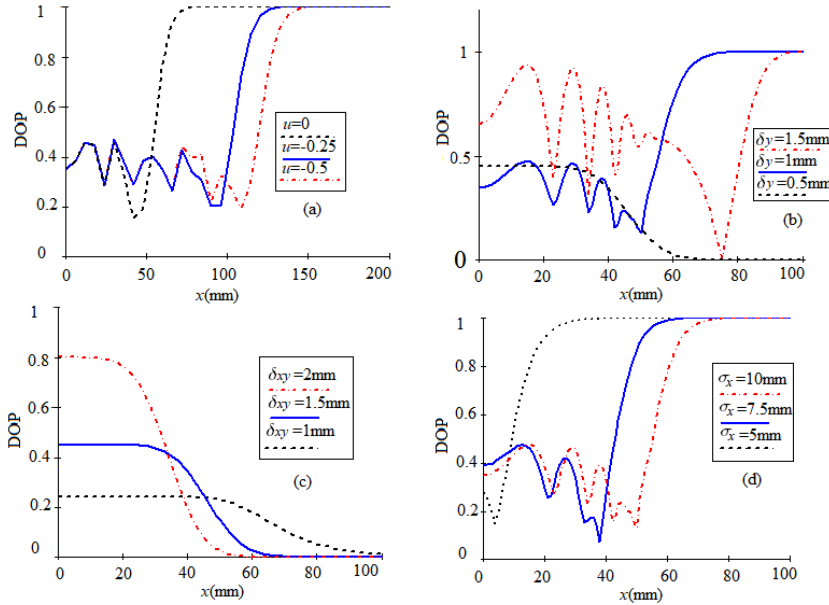 1
0.8
0.6
0.4
0.2
0
DOP
u=0
u=-0.25
u=-0.5
(a)
0 50 100 150 200
x(mm)
1
0.5
0
DOP
δy = 1.5mm
δy = 1mm
δy = 0.5mm
(b)
0 20 40 60 80 100
x(mm)
1
0.8
0.6
0.4
0.2
0
DOP
δxy =2mm
δxy =1.5mm
δxy =1mm
(c)
0 20 40 60 80 100
x(mm)
1
0.8
0.6
0.4
0.2
0
DOP
σx =10mm
σx =7.5mm
σx =5mm
(d)
0 20 40 60 80 100
x(mm)